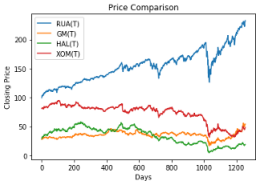 Price Comparison
RUA(T)
GM(T)
HAL(T)
XOM(T)
Closing Price
200
150
100
50
0
0
200
400
600
800
1000
1200
Days